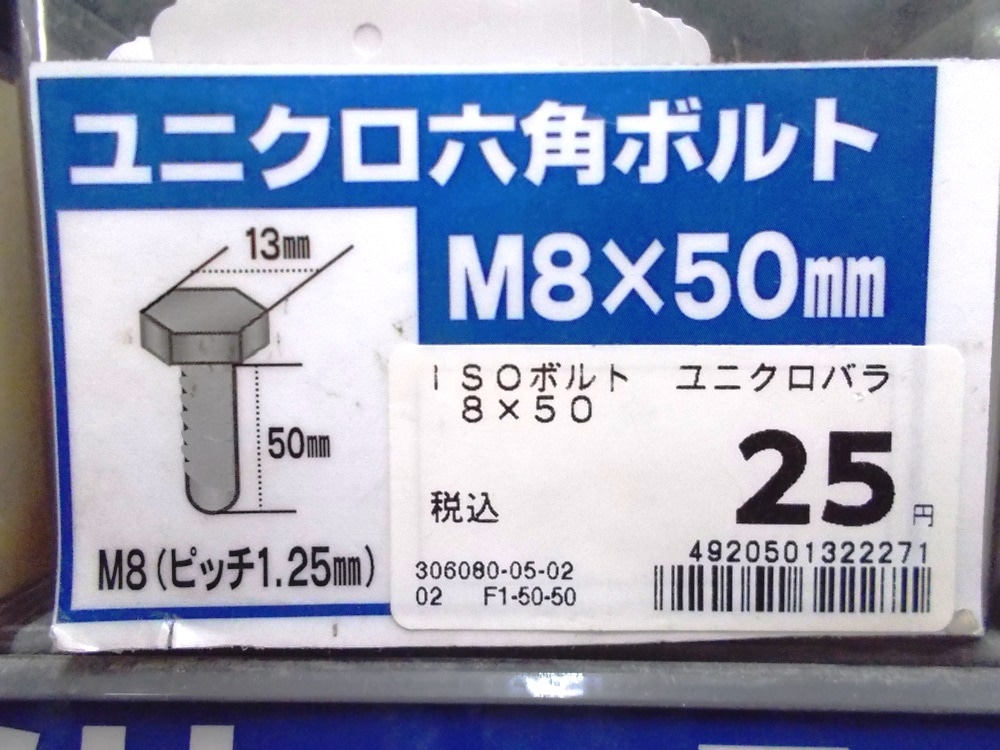 ユニクロ六角ボルト
M8×50mm
13mm
50mm
M8(ピッチ1.25mm)
ISOボルト ユニクロバラ
8×50
25円
税込
4920501322271
306080-05-02
02 F1-50-50